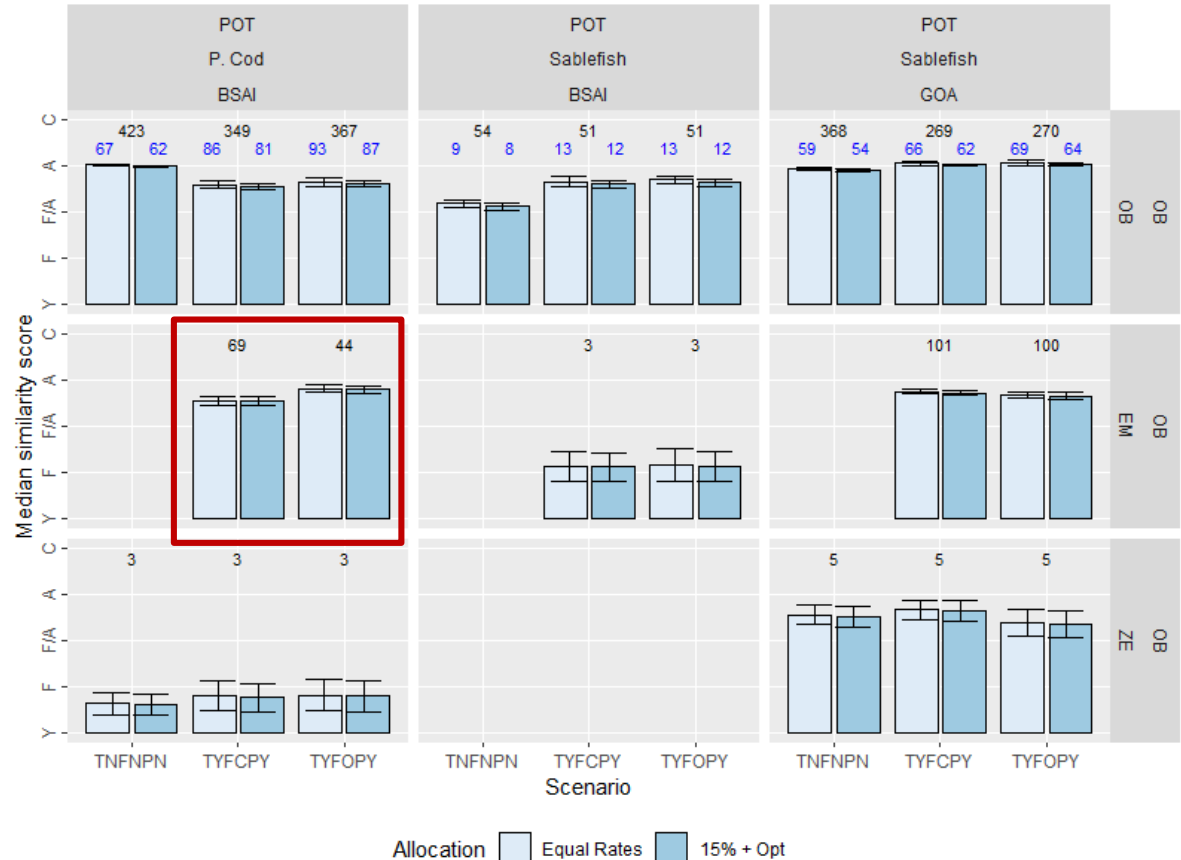 POT POT POT
P. Cod Sablefish Sablefish
BSAI BSAI GOA
C
423 349 367 54 51 51 368 269 270
67 62 86 81 93 87 9 8 13 12 13 12 59 54 66 62 69 64
A
F/A
OB OB
F
Y
C
69 44 3 3 101 100
A
F/A
EM OB
F
Y
Median similarity score
C
3 3 3 5 5 5
A
F/A
ZE OB
F
Y
TNFNPN TYFCPY TYFOPY TNFNPN TYFCPY TYFOPY TNFNPN TYFCPY TYFOPY
Scenario
Allocation Equal Rates 15% + Opt